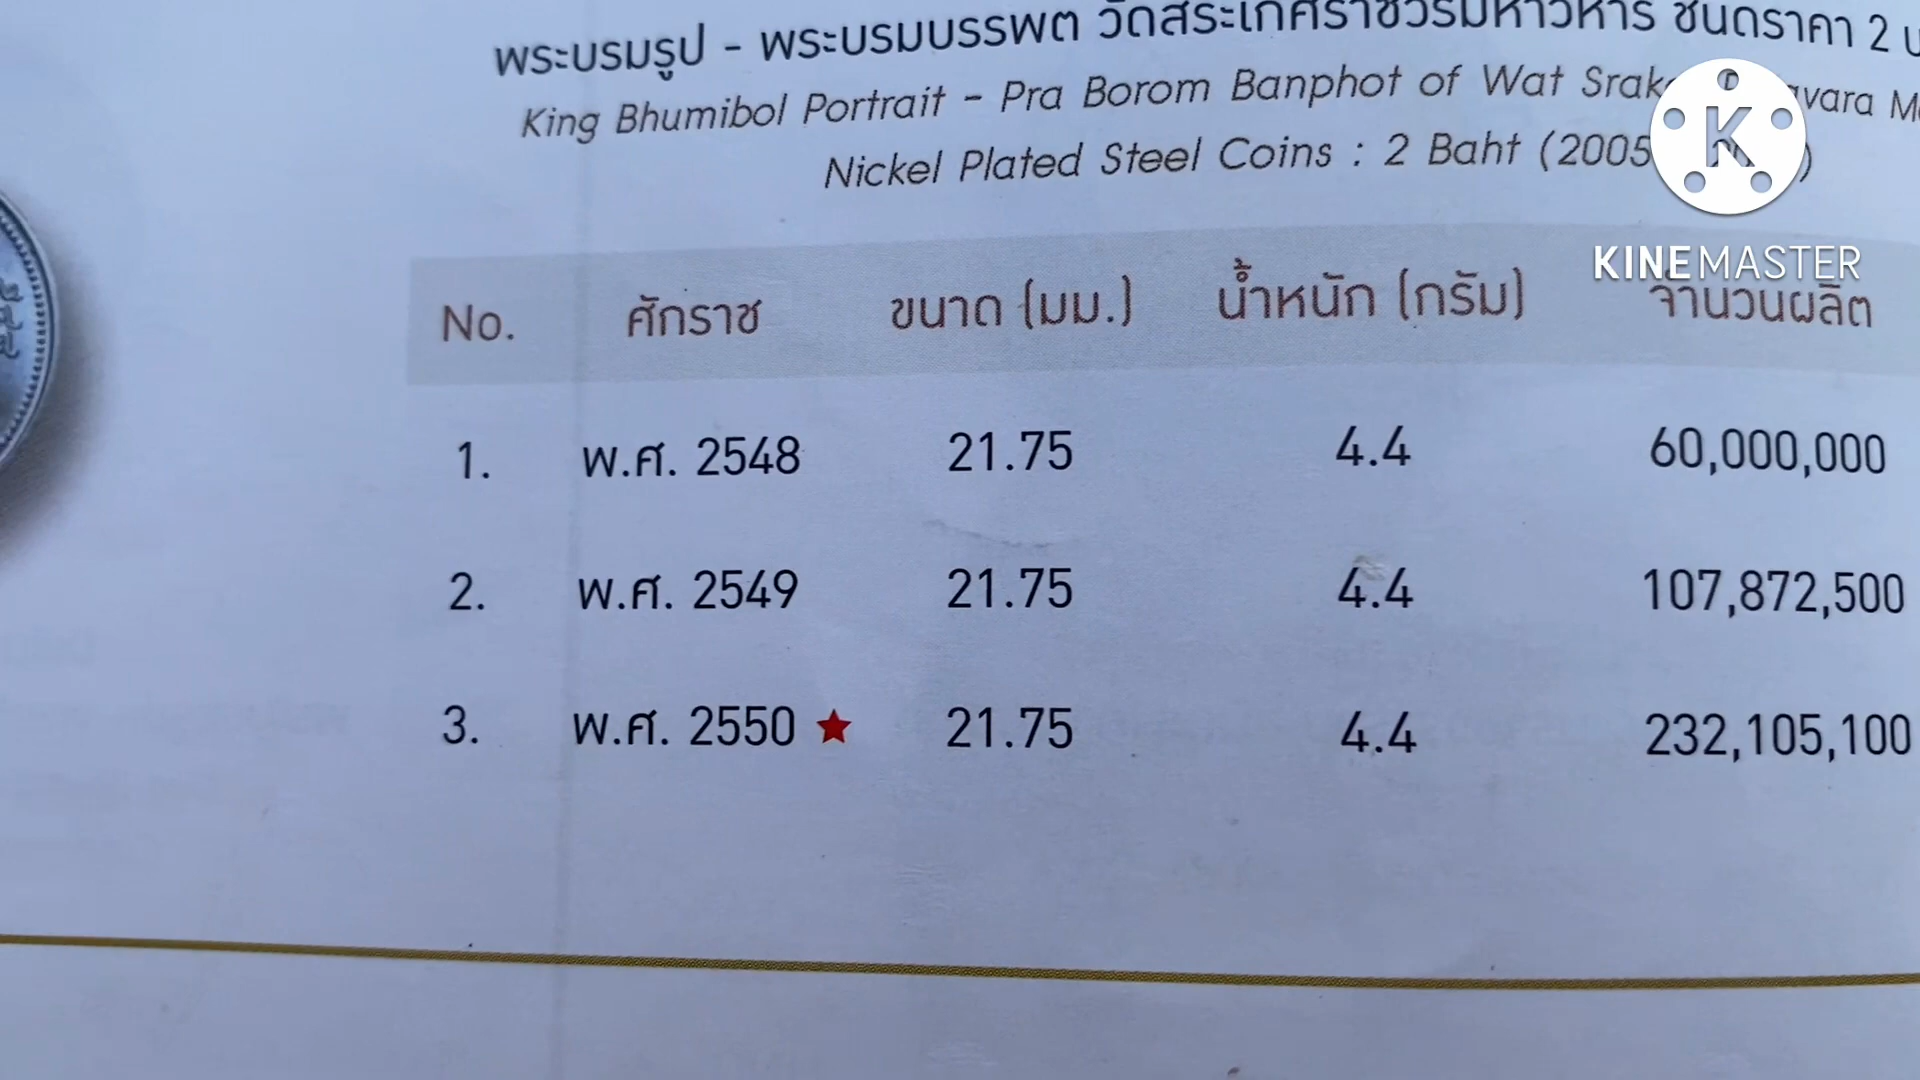 พระบรมรูป - พระบรมบรรพต วัดสระเกศราชวรมหาวิหาร ชนิดราคา 2
King Bhumibol Portrait - Pra Borom Banphot of Wat
Nickel Plated Steel Coins : 2 Baht (2005
K
KINEMASTER
No. ศักราช ขนาด (มม.) น้ำหนัก (กรัม) จำนวนผลิต
1. พ.ศ. 2548 21.75 4.4 60,000,000
2. พ.ศ. 2549 21.75 4.4 107,872,500
3. พ.ศ. 2550 ★ 21.75 4.4 232,105,100